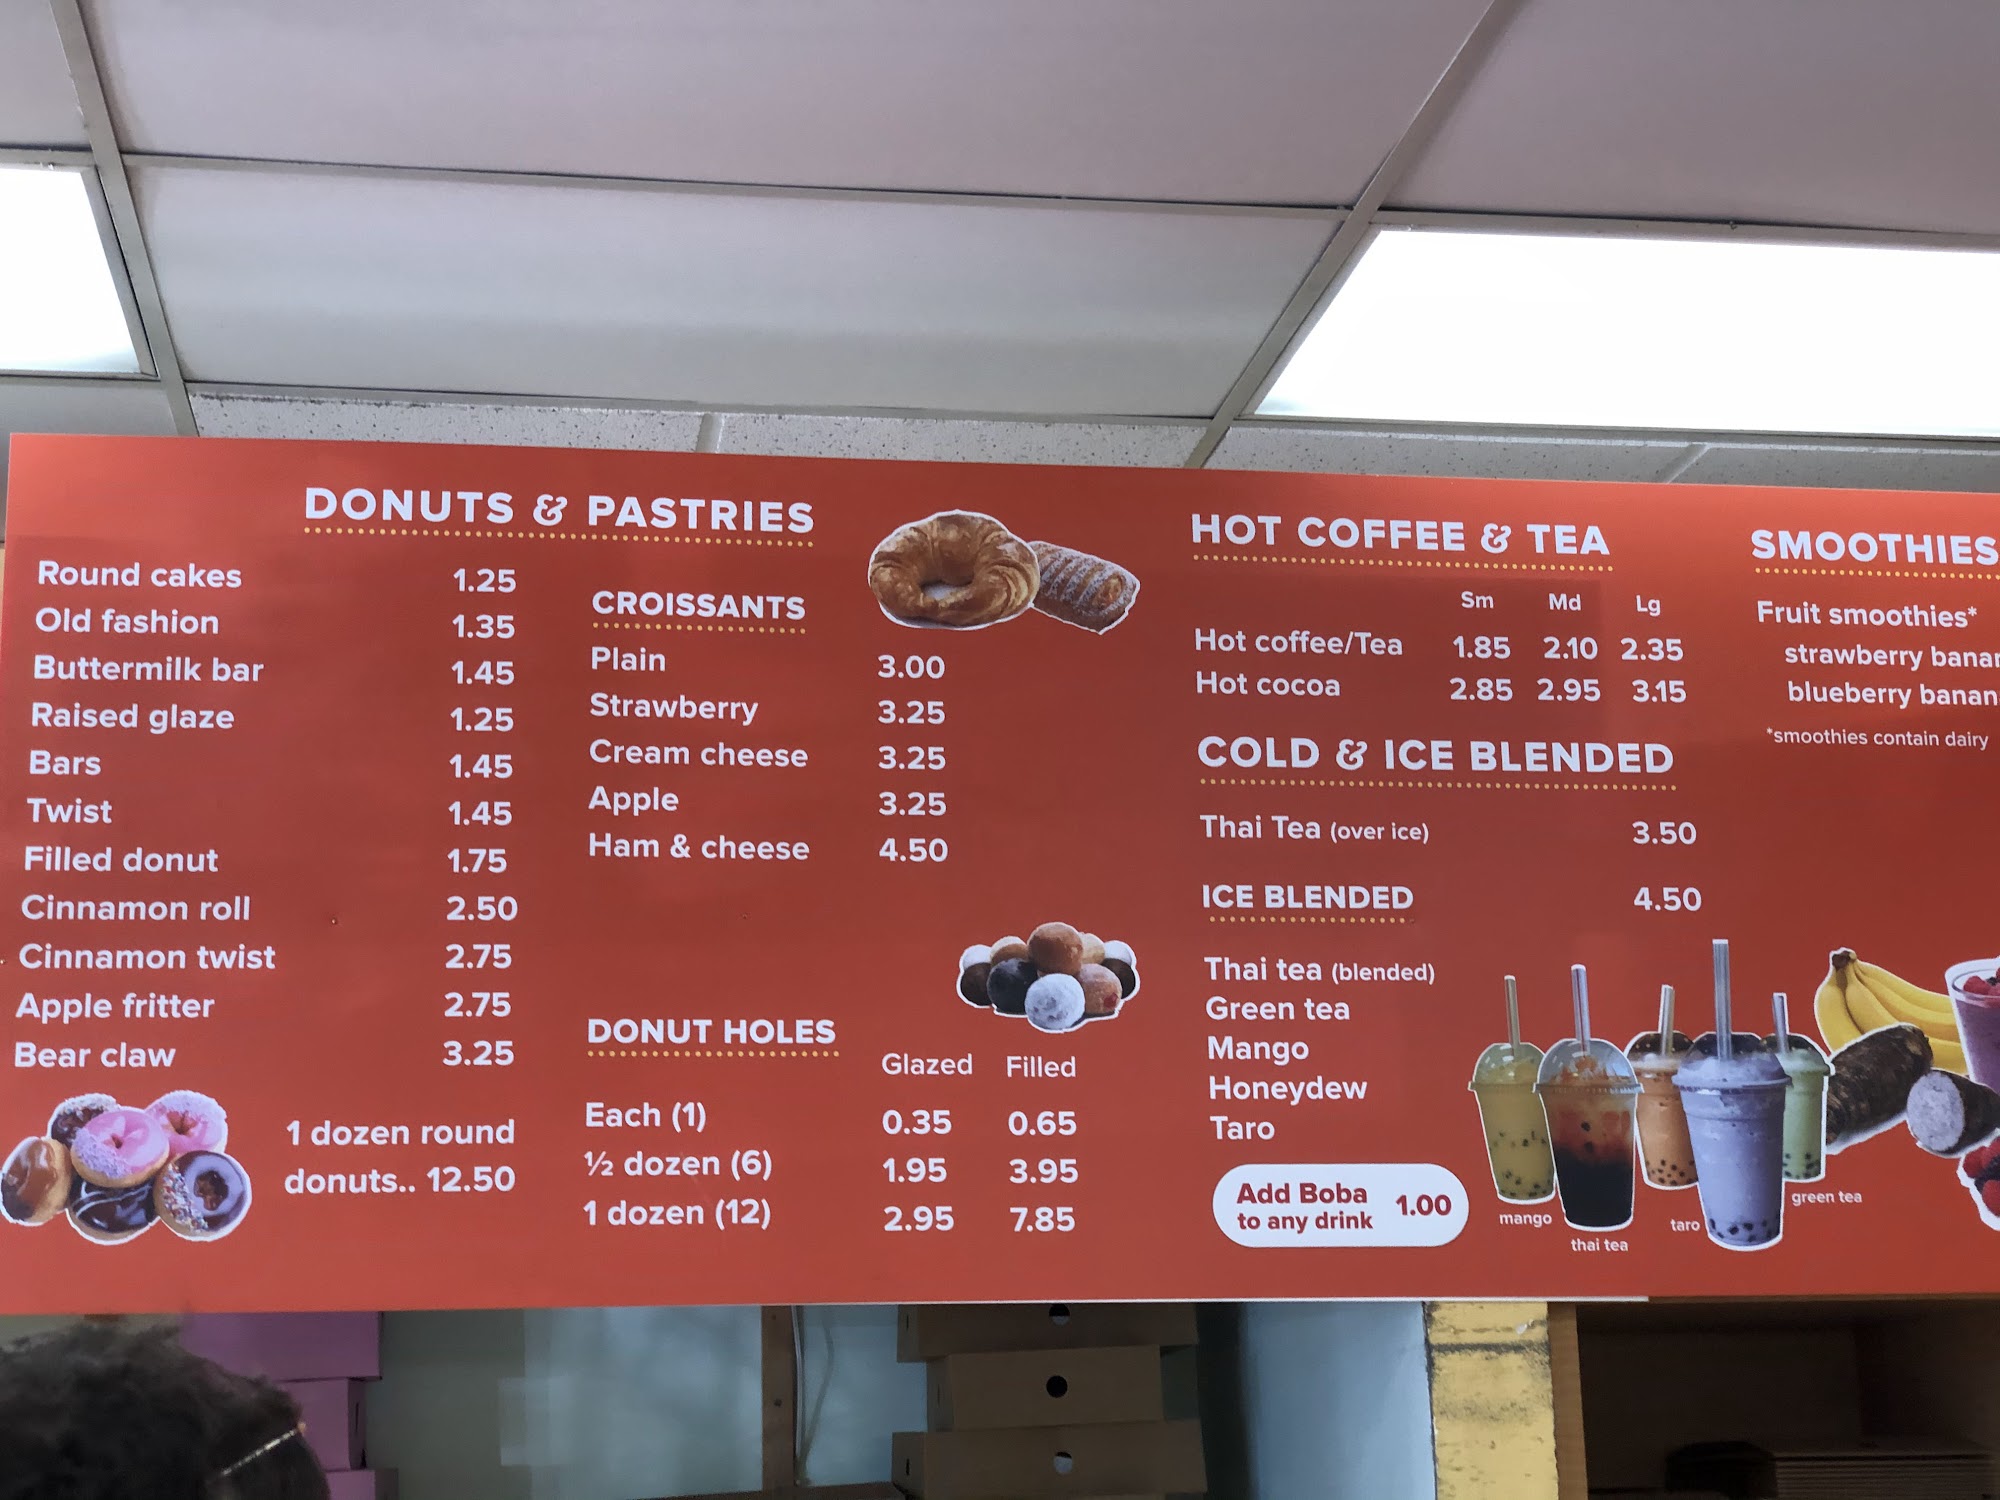 DONUTS & PASTRIES
Round cakes 1.25
Old fashion 1.35
Buttermilk bar 1.45
Raised glaze 1.25
Bars 1.45
Twist 1.45
Filled donut 1.75
Cinnamon roll 2.50
Cinnamon twist 2.75
Apple fritter 2.75
Bear claw 3.25
1 dozen round
donuts.. 12.50
CROISSANTS
Plain 3.00
Strawberry 3.25
Cream cheese 3.25
Apple 3.25
Ham & cheese 4.50
DONUT HOLES
Glazed Filled
Each (1) 0.35 0.65
½ dozen (6) 1.95 3.95
1 dozen (12) 2.95 7.85
HOT COFFEE & TEA
Sm Md Lg
Hot coffee/Tea 1.85 2.10 2.35
Hot cocoa 2.85 2.95 3.15
COLD & ICE BLENDED
Thai Tea (over ice) 3.50
ICE BLENDED 4.50
Thai tea (blended)
Green tea
Mango
Honeydew
Taro
Add Boba
to any drink 1.00
mango
thai tea
taro
green tea
SMOOTHIES
Fruit smoothies*
strawberry
blueberry
*smoothies contain dairy